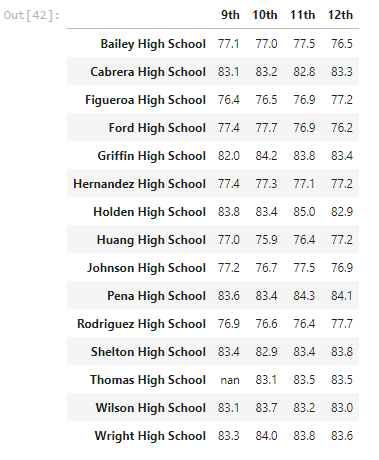 Out[42]: 9th 10th 11th 12th
Bailey High School 77.1 77.0 77.5 76.5
Cabrera High School 83.1 83.2 82.8 83.3
Figueroa High School 76.4 76.5 76.9 77.2
Ford High School 77.4 77.7 76.9 76.2
Griffin High School 82.0 84.2 83.8 83.4
Hernandez High School 77.4 77.3 77.1 77.2
Holden High School 83.8 83.4 85.0 82.9
Huang High School 77.0 75.9 76.4 77.2
Johnson High School 77.2 76.7 77.5 76.9
Pena High School 83.6 83.4 84.3 84.1
Rodriguez High School 76.9 76.6 76.4 77.7
Shelton High School 83.4 82.9 83.4 83.8
Thomas High School nan 83.1 83.5 83.5
Wilson High School 83.1 83.7 83.2 83.0
Wright High School 83.3 84.0 83.8 83.6